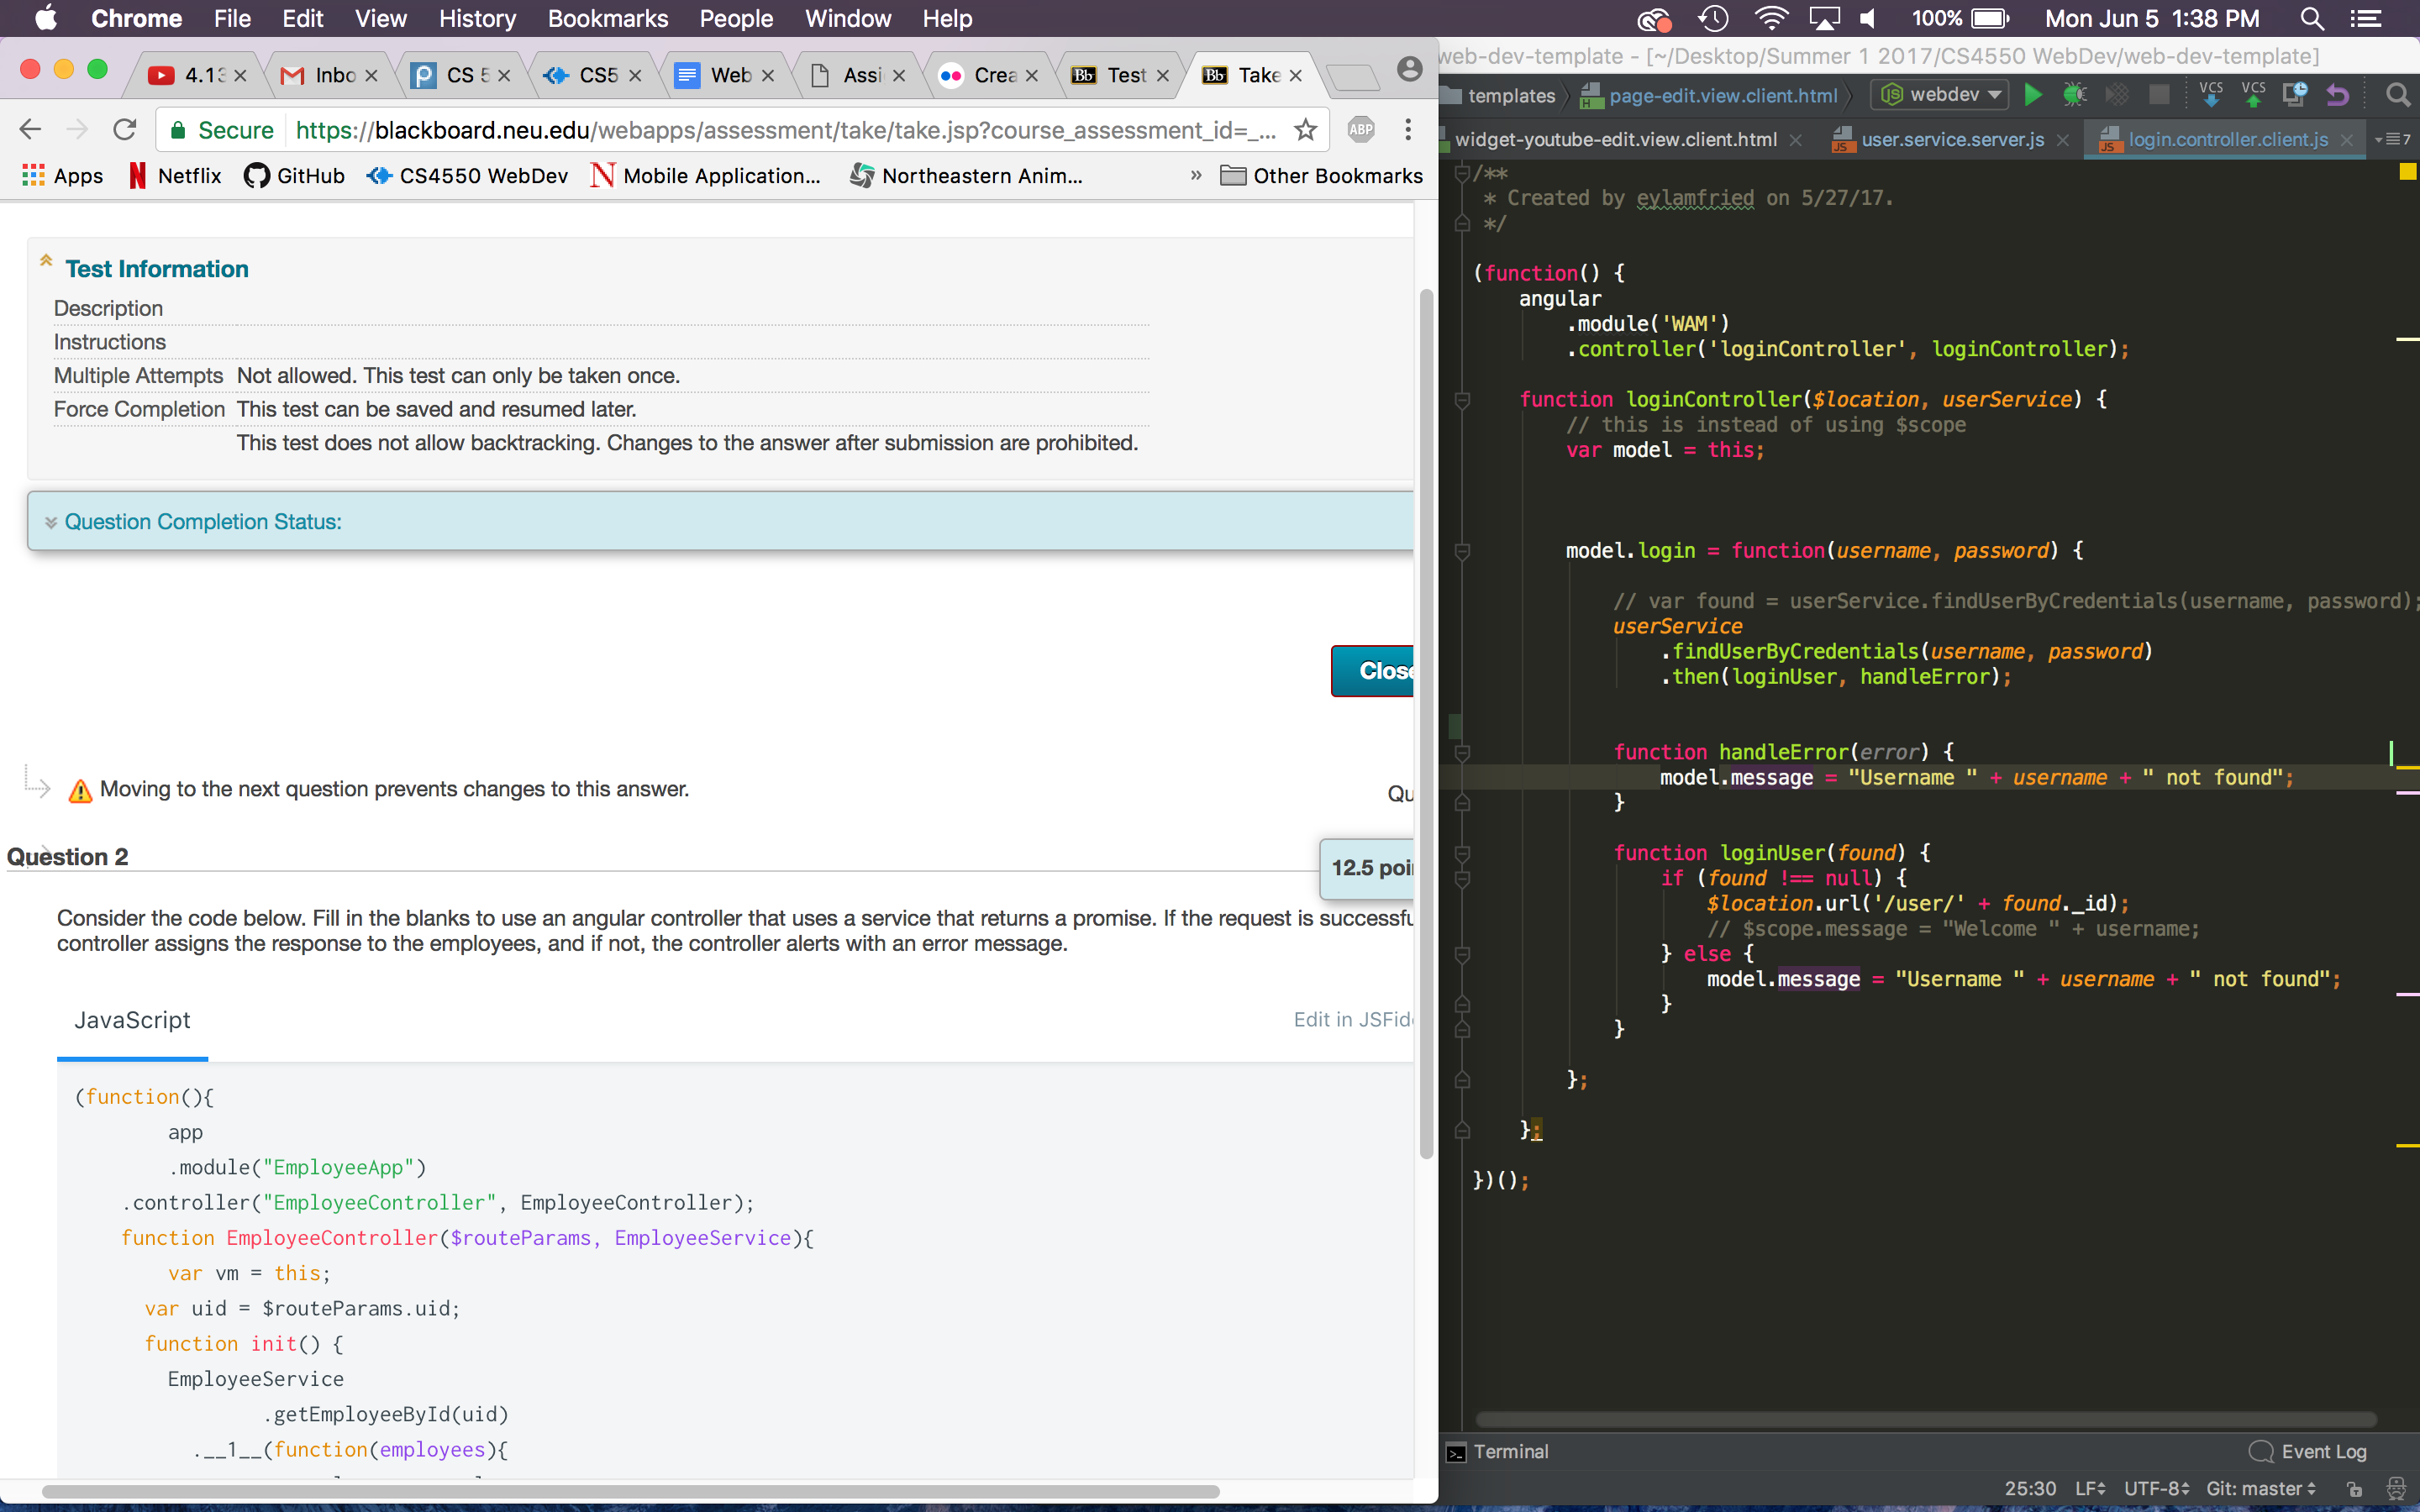 Chrome File Edit View History Bookmarks People Window Help 100% Mon Jun 5 1:38 PM
4.13 Inbo CS 5 CS5 Web Assi Crea Test Take
Secure https://blackboard.neu.edu/webapps/assessment/take/take.jsp?course_assessment_id=_... ABP
Apps Netflix GitHub CS4550 WebDev Mobile Application... Northeastern Anim... » Other Bookmarks
Test Information
Description
Instructions
Multiple Attempts Not allowed. This test can only be taken once.
Force Completion This test can be saved and resumed later.
This test does not allow backtracking. Changes to the answer after submission are prohibited.
Question Completion Status:
Close
Moving to the next question prevents changes to this answer.
Qu
Question 2
12.5 poi
Consider the code below. Fill in the blanks to use an angular controller that uses a service that returns a promise. If the request is successfu
controller assigns the response to the employees, and if not, the controller alerts with an error message.
JavaScript
Edit in JSFid
(function(){
app
.module("EmployeeApp")
.controller("EmployeeController", EmployeeController);
function EmployeeController($routeParams, EmployeeService){
var vm = this;
var uid = $routeParams.uid;
function init() {
EmployeeService
.getEmployeeById(uid)
.__1__(function(employees){
web-dev-template - [~/Desktop/Summer 1 2017/CS4550 WebDev/web-dev-template]
templates page-edit.view.client.html webdev VCS VCS
widget-youtube-edit.view.client.html user.service.server.js login.controller.client.js 7
/**
* Created by eylamfried on 5/27/17.
*/
(function() {
angular
.module('WAM')
.controller('loginController', loginController);
function loginController($location, userService) {
// this is instead of using $scope
var model = this;
model.login = function(username, password) {
// var found = userService.findUserByCredentials(username, password);
userService
.findUserByCredentials(username, password)
.then(loginUser, handleError);
function handleError(error) {
model.message = "Username " + username + " not found";
}
function loginUser(found) {
if (found !== null) {
$location.url('/user/' + found._id);
// $scope.message = "Welcome " + username;
} else {
model.message = "Username " + username + " not found";
}
}
};
};
})();
Terminal Event Log
25:30 LF UTF-8 Git: master